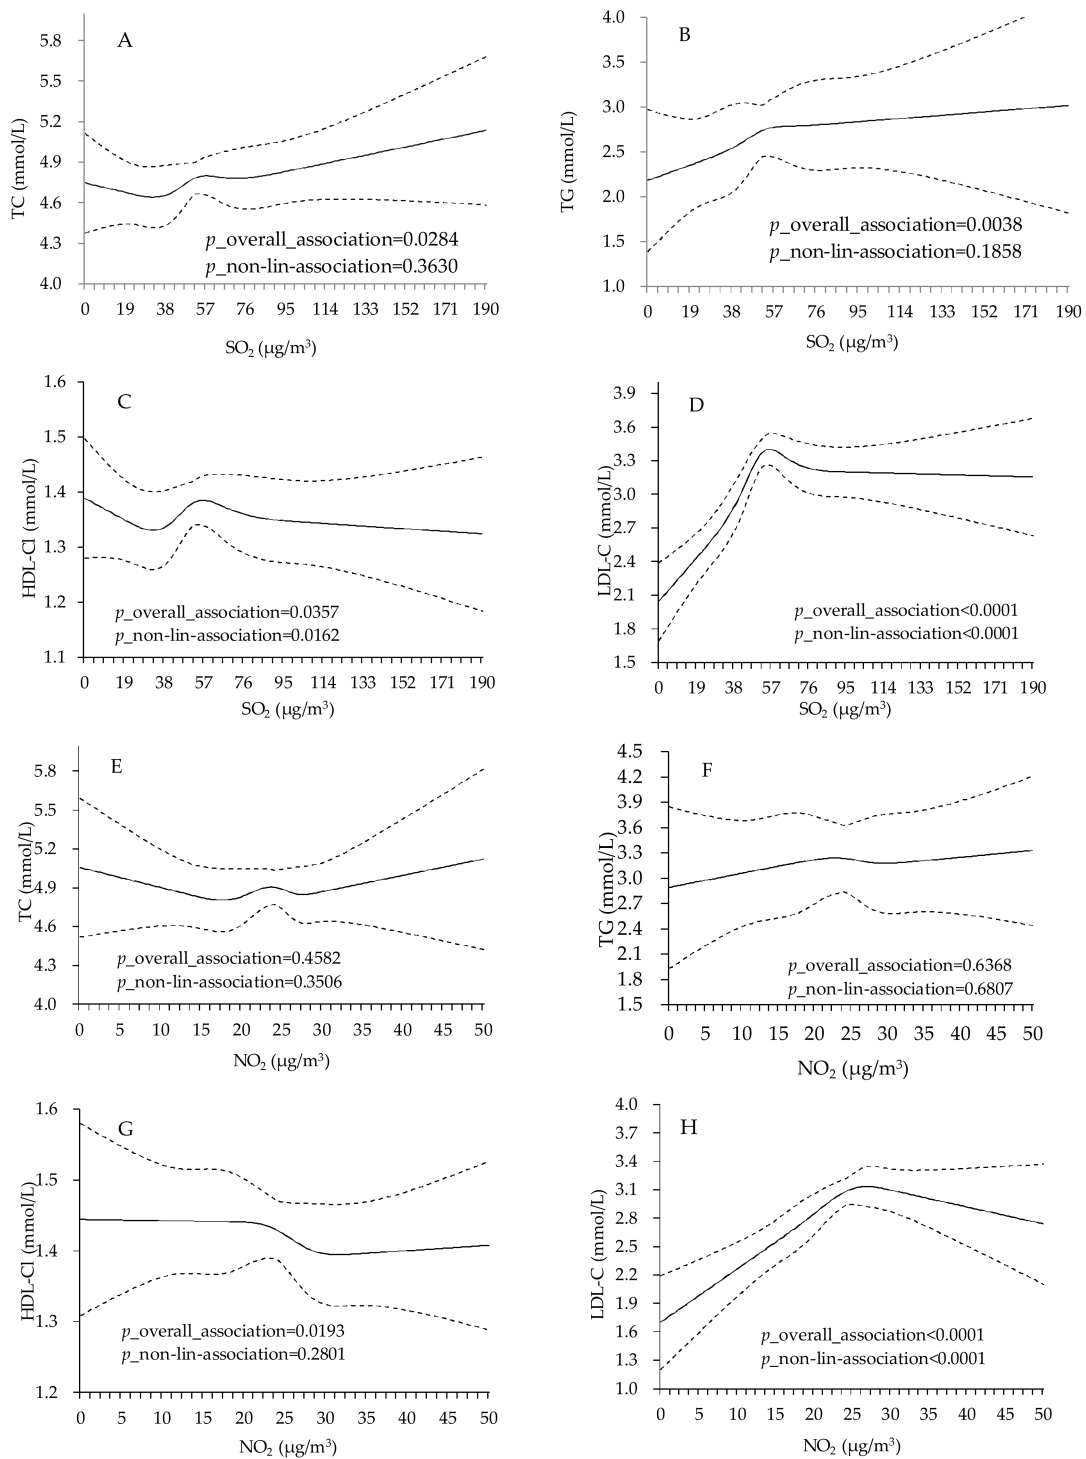 A
TC (mmol/L)
5.8
5.5
5.2
4.9
4.6
4.3
4.0
p_overall_association=0.0284
p_non-lin-association=0.3630
0 19 38 57 76 95 114 133 152 171 190
SO₂ (µg/m³)
B
TG (mmol/L)
4.0
3.5
3.0
2.5
2.0
1.5
1.0
p_overall_association=0.0038
p_non-lin-association=0.1858
0 19 38 57 76 95 114 133 152 171 190
SO₂ (µg/m³)
C
HDL-Cl (mmol/L)
1.6
1.5
1.4
1.3
1.2
1.1
p_overall_association=0.0357
p_non-lin-association=0.0162
0 19 38 57 76 95 114 133 152 171 190
SO₂ (µg/m³)
D
LDL-C (mmol/L)
3.9
3.6
3.3
3.0
2.7
2.4
2.1
1.8
1.5
p_overall_association<0.0001
p_non-lin-association<0.0001
0 19 38 57 76 95 114 133 152 171 190
SO₂ (µg/m³)
E
TC (mmol/L)
5.8
5.5
5.2
4.9
4.6
4.3
4.0
p_overall_association=0.4582
p_non-lin-association=0.3506
0 5 10 15 20 25 30 35 40 45 50
NO₂ (µg/m³)
F
TG (mmol/L)
4.5
4.2
3.9
3.6
3.3
3.0
2.7
2.4
2.1
1.8
1.5
p_overall_association=0.6368
p_non-lin-association=0.6807
0 5 10 15 20 25 30 35 40 45 50
NO₂ (µg/m³)
G
HDL-Cl (mmol/L)
1.6
1.5
1.4
1.3
1.2
p_overall_association=0.0193
p_non-lin-association=0.2801
0 5 10 15 20 25 30 35 40 45 50
NO₂ (µg/m³)
H
LDL-C (mmol/L)
4.0
3.7
3.4
3.1
2.8
2.5
2.2
1.9
1.6
1.3
1.0
p_overall_association<0.0001
p_non-lin-association<0.0001
0 5 10 15 20 25 30 35 40 45 50
NO₂ (µg/m³)